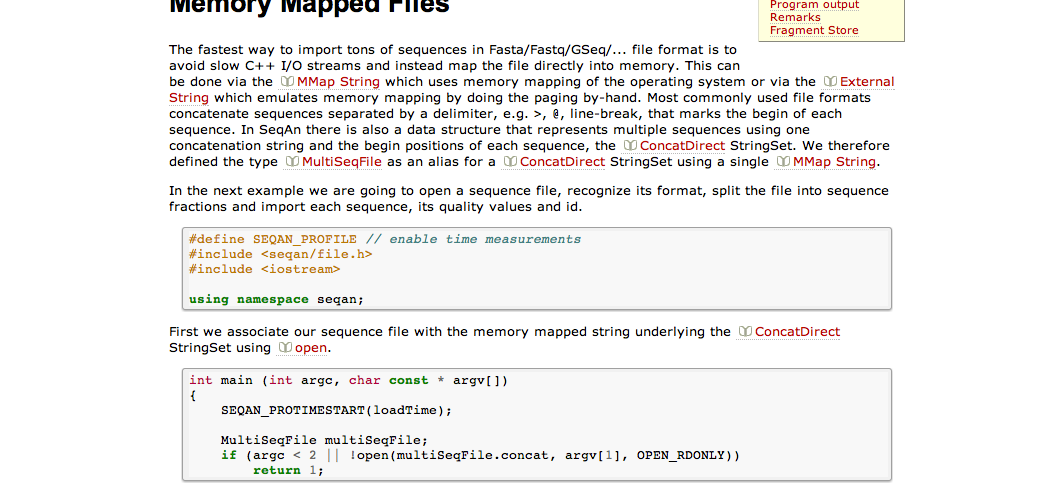 Memory Mapped Files
Program output
Remarks
Fragment Store
The fastest way to import tons of sequences in Fasta/Fastq/GSeq/... file format is to
avoid slow C++ I/O streams and instead map the file directly into memory. This can
be done via the MMap String which uses memory mapping of the operating system or via the External
String which emulates memory mapping by doing the paging by-hand. Most commonly used file formats
concatenate sequences separated by a delimiter, e.g. >, @, line-break, that marks the begin of each
sequence. In SeqAn there is also a data structure that represents multiple sequences using one
concatenation string and the begin positions of each sequence, the ConcatDirect StringSet. We therefore
defined the type MultiSeqFile as an alias for a ConcatDirect StringSet using a single MMap String.
In the next example we are going to open a sequence file, recognize its format, split the file into sequence
fractions and import each sequence, its quality values and id.
#define SEQAN_PROFILE // enable time measurements
#include <seqan/file.h>
#include <iostream>
using namespace seqan;
First we associate our sequence file with the memory mapped string underlying the ConcatDirect
StringSet using open.
int main (int argc, char const * argv[])
{
    SEQAN_PROTIMESTART(loadTime);
    MultiSeqFile multiSeqFile;
    if (argc < 2 || !open(multiSeqFile.concat, argv[1], OPEN_RDONLY))
        return 1;